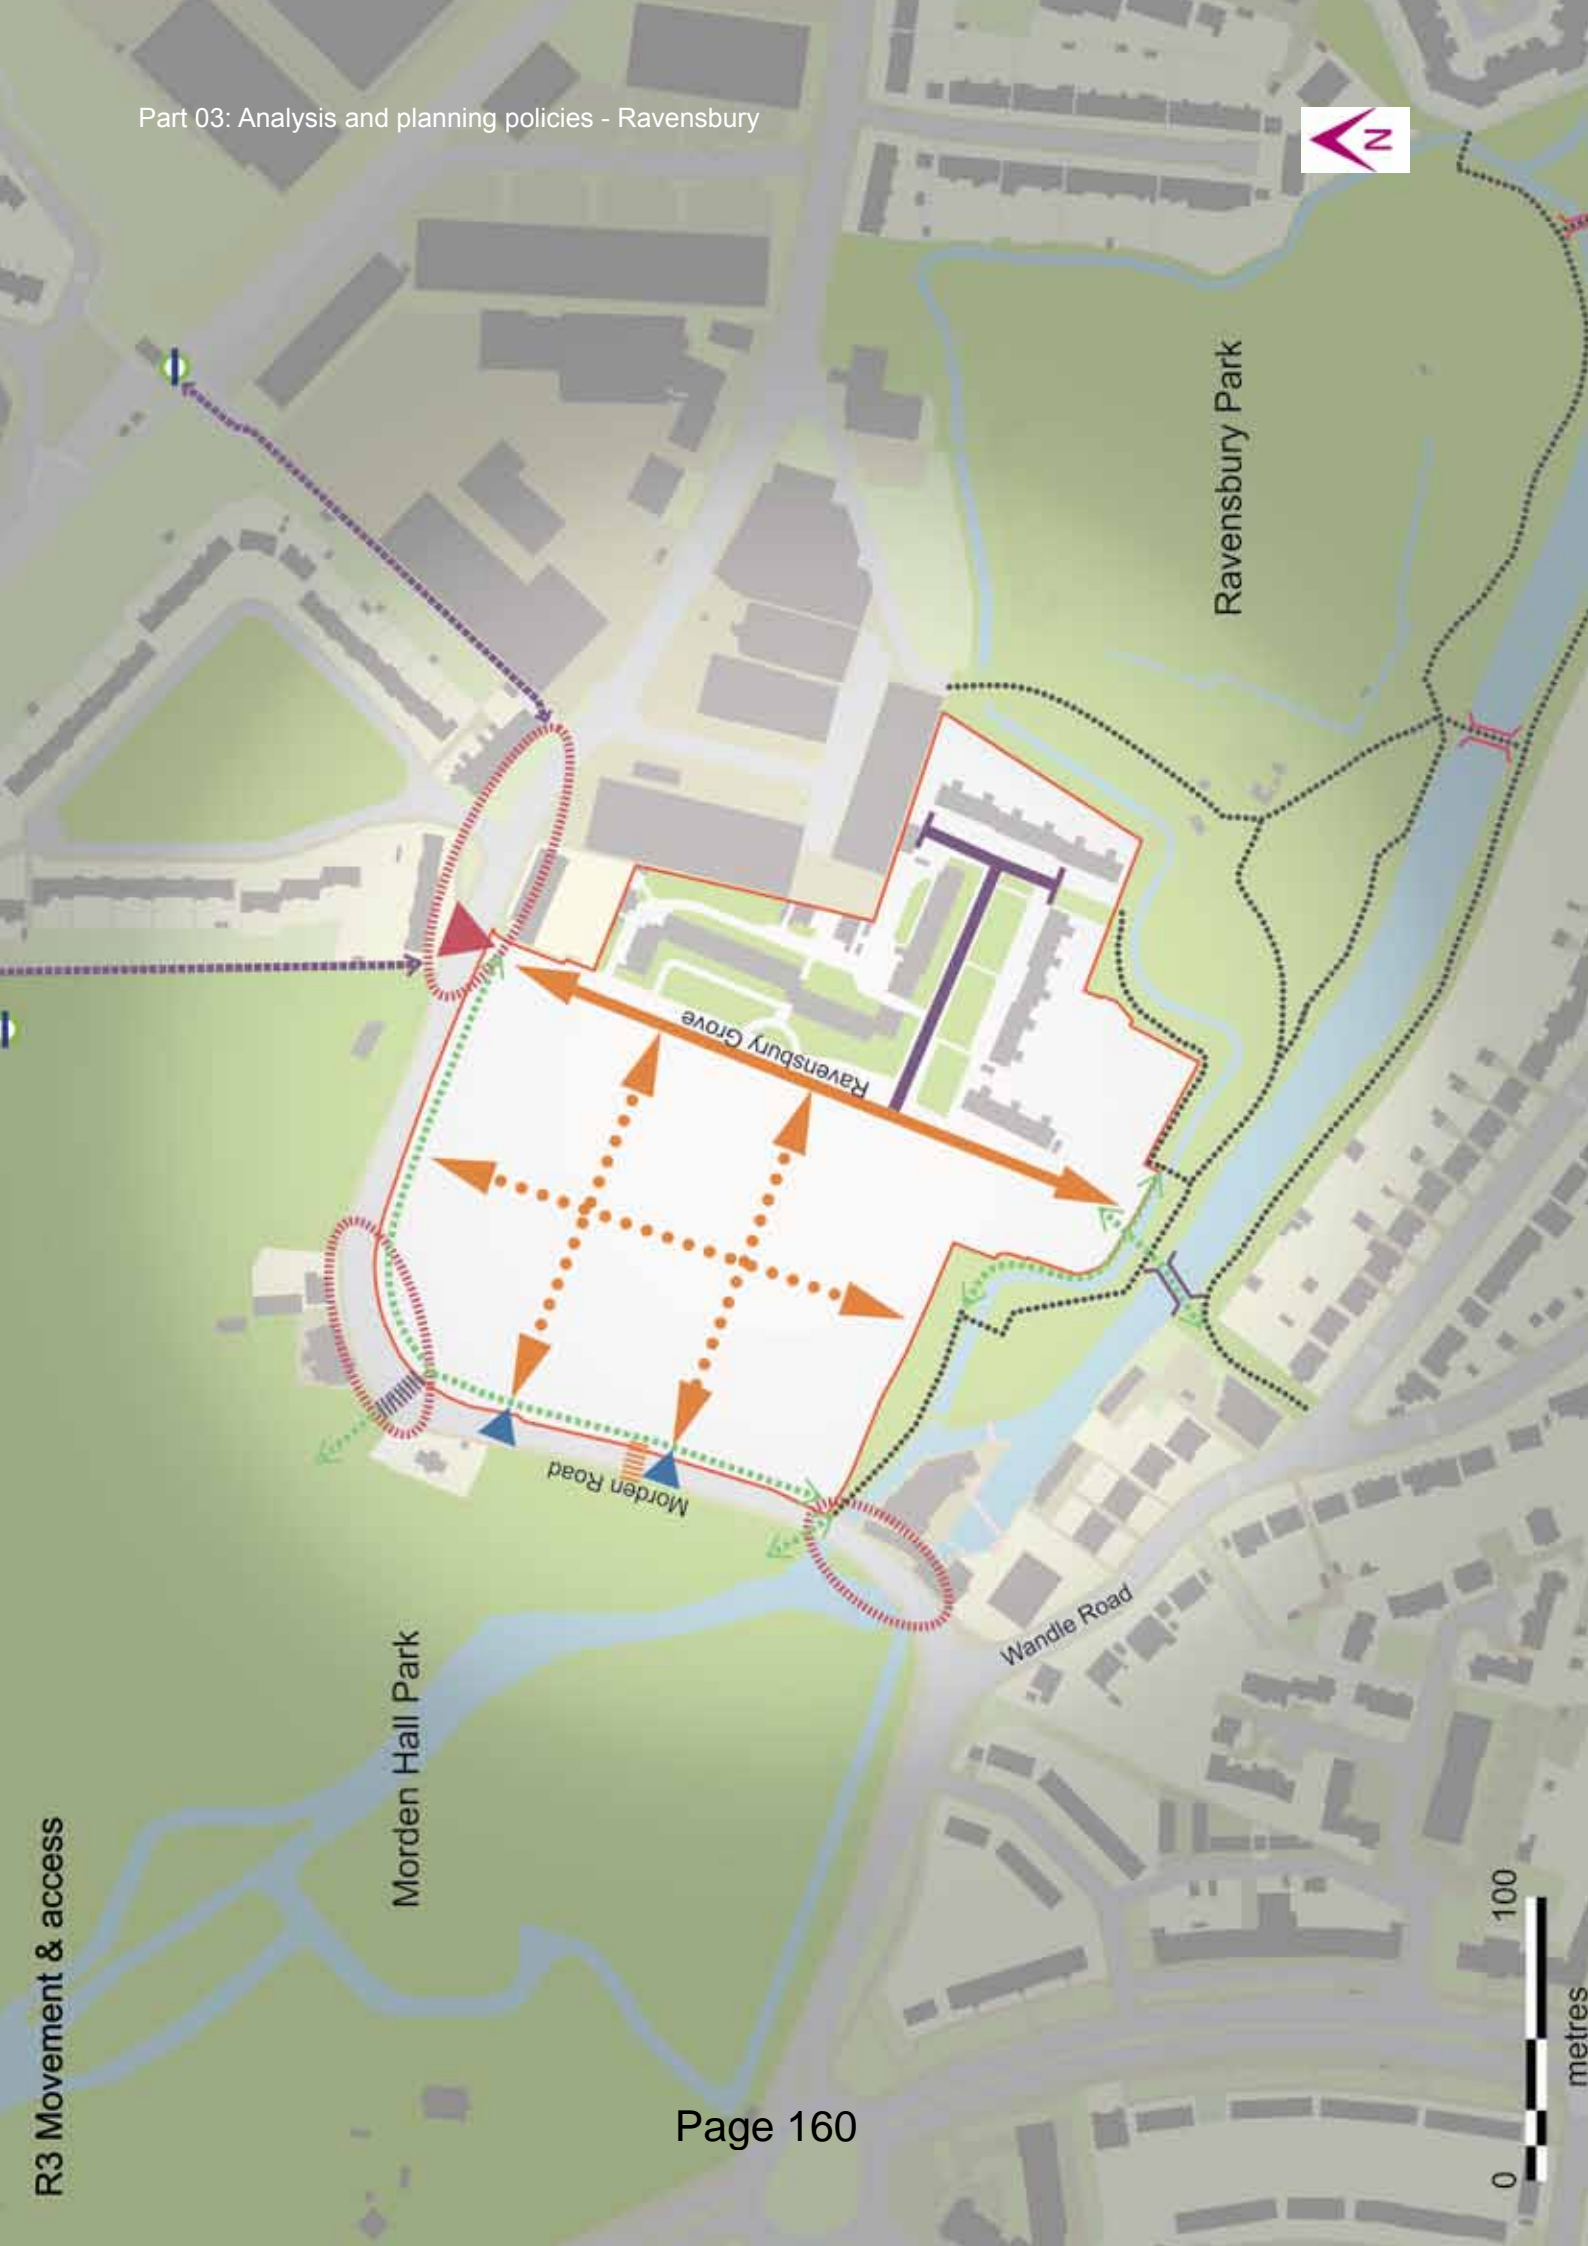 Part 03: Analysis and planning policies - Ravensbury
N
R3 Movement & access
Morden Hall Park
Ravensbury Park
Ravensbury Grove
Morden Road
Wandle Road
0
100
metres
Page 160